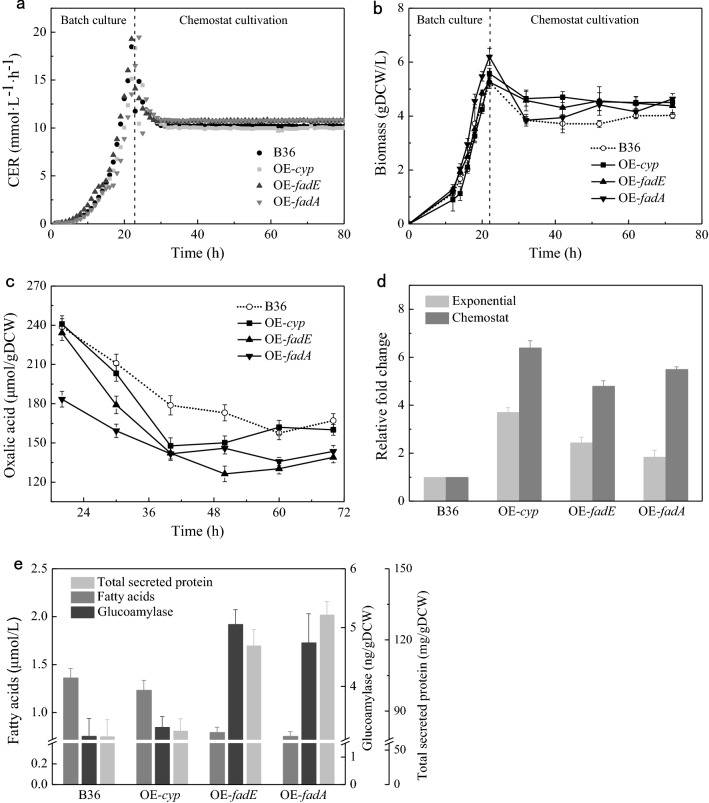 a
Batch culture
Chemostat cultivation
CER (mmol·L⁻¹·h⁻¹)
20
15
10
5
0
B36
OE-cyp
OE-fadE
OE-fadA
0 20 40 60 80
Time (h)
b
Batch culture
Chemostat cultivation
Biomass (gDCW/L)
8
6
4
2
0
B36
OE-cyp
OE-fadE
OE-fadA
0 20 40 60 80
Time (h)
c
Oxalic acid (μmol/gDCW)
270
240
210
180
150
120
B36
OE-cyp
OE-fadE
OE-fadA
24 36 48 60 72
Time (h)
d
Relative fold change
8
6
4
2
0
Exponential
Chemostat
B36 OE-cyp OE-fadE OE-fadA
e
Fatty acids (μmol/L)
2.5
2.0
1.5
1.0
0.0
Total secreted protein
Fatty acids
Glucoamylase
B36 OE-cyp OE-fadE OE-fadA
6
5
4
1
0
Glucoamylase (ng/gDCW)
150
120
90
50
0
Total secreted protein (mg/gDCW)